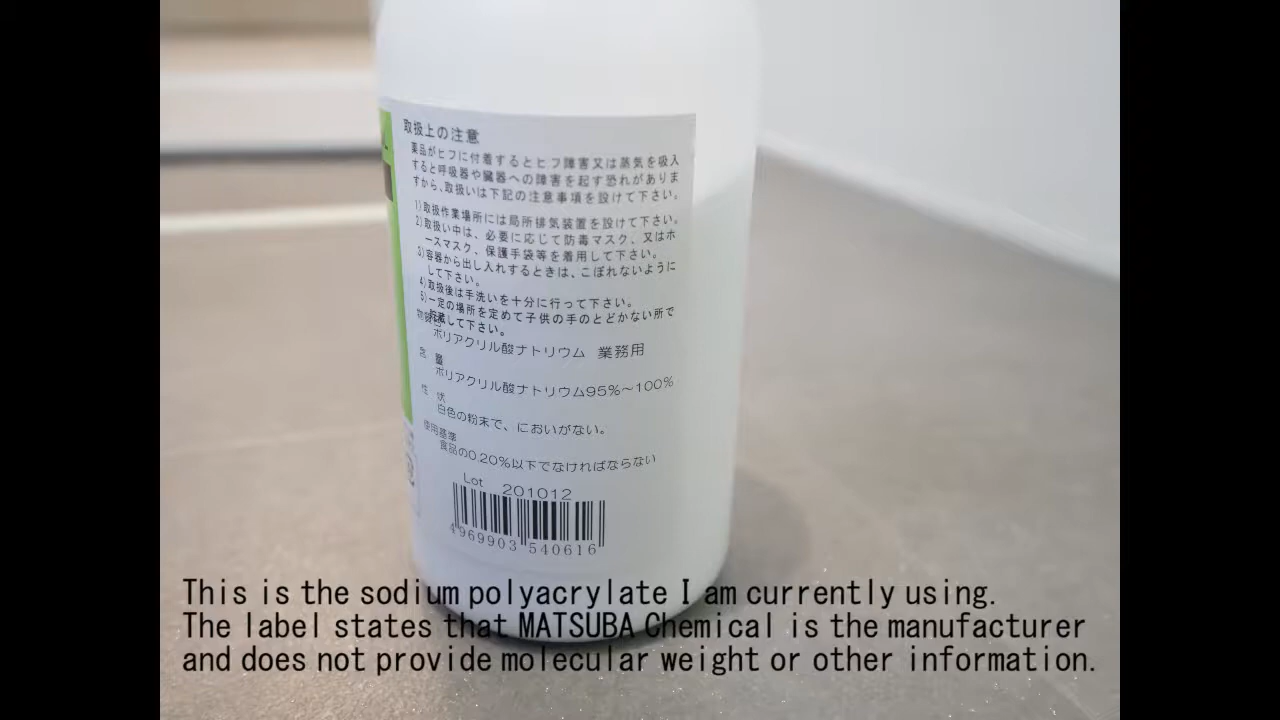 取扱上の注意
薬品がヒフに付着するとヒフ障害又は蒸気を吸入
すると呼吸器や臓器への障害を起す恐れがありま
すから、取扱いは下記の注意事項を設けて下さい。
1)取扱作業場所には局所排気装置を設けて下さい。
2)取扱い中は、必要に応じて防毒マスク、又はホ
ースマスク、保護手袋等を着用して下さい。
3)容器から出し入れするときは、こぼれないように
して下さい。
4)取扱後は手洗いを十分に行って下さい。
5)一定の場所を定めて子供の手のとどかない所で
貯蔵して下さい。
ポリアクリル酸ナトリウム 業務用
含 量
ポリアクリル酸ナトリウム95%~100%
性 状
白色の粉末で、においがない。
使用基準
食品の0.20%以下でなければならない
Lot 201012
4969903 540616
This is the sodium polyacrylate I am currently using.
The label states that MATSUBA Chemical is the manufacturer
and does not provide molecular weight or other information.